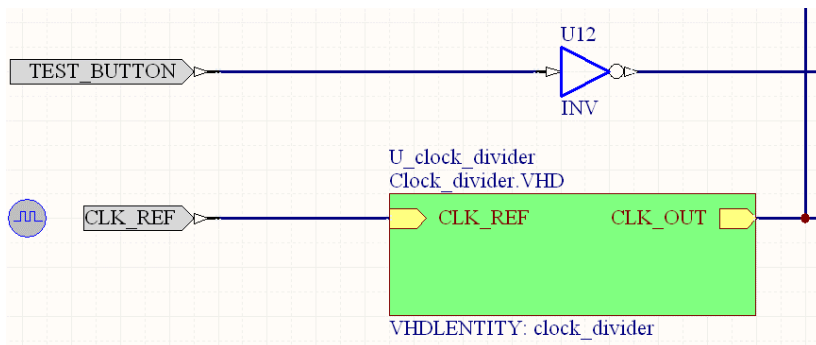 U12
TEST_BUTTON
INV
U_clock_divider
Clock_divider.VHD
CLK_REF
CLK_REF
CLK_OUT
VHDLENTITY: clock_divider